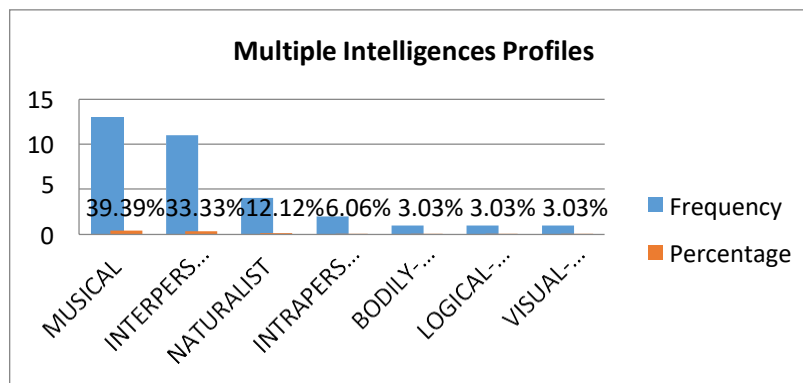 Multiple Intelligences Profiles
15
10
5
0
39.39% 33.33% 12.12% 6.06% 3.03% 3.03% 3.03%
MUSICAL
INTERPERS...
NATURALIST
INTRAPERS...
BODILY-...
LOGICAL-...
VISUAL-...
Frequency
Percentage